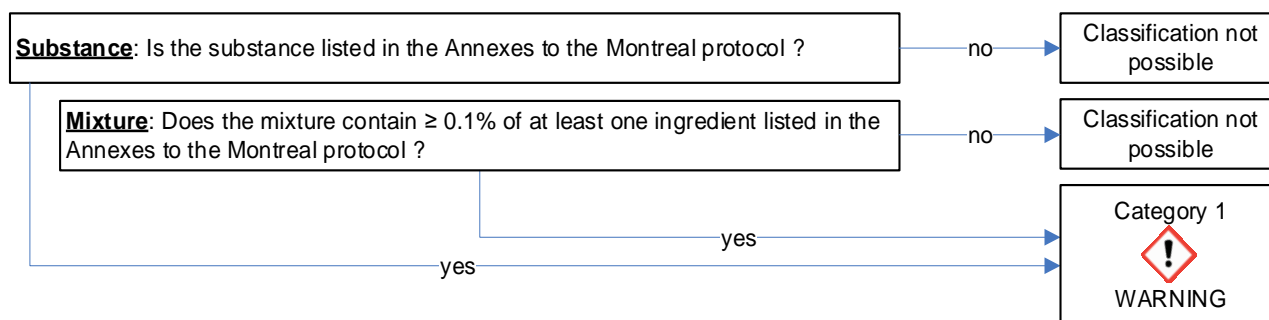 Substance: Is the substance listed in the Annexes to the Montreal protocol ?
no
Classification not
possible
Mixture: Does the mixture contain ≥ 0.1% of at least one ingredient listed in the
Annexes to the Montreal protocol ?
no
Classification not
possible
Category 1
!
WARNING
yes
yes